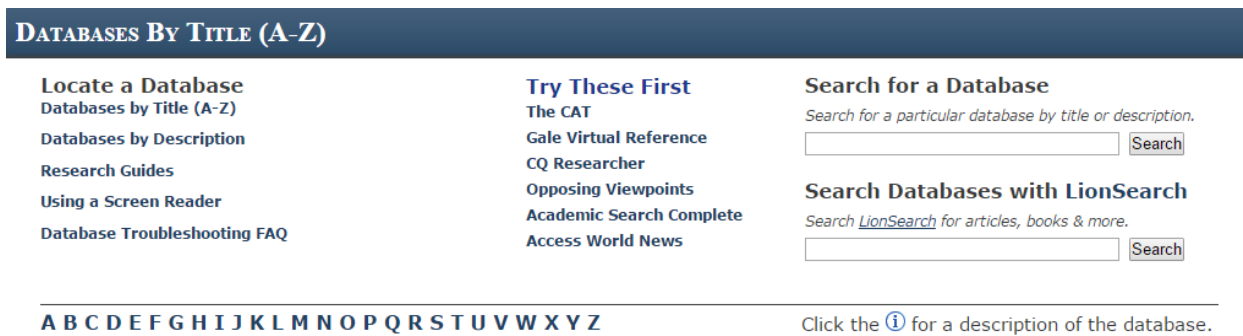 DATABASES BY TITLE (A-Z)
Locate a Database
Databases by Title (A-Z)
Databases by Description
Research Guides
Using a Screen Reader
Database Troubleshooting FAQ
Try These First
The CAT
Gale Virtual Reference
CQ Researcher
Opposing Viewpoints
Academic Search Complete
Access World News
Search for a Database
Search for a particular database by title or description.
Search
Search Databases with LionSearch
Search LionSearch for articles, books & more.
Search
A B C D E F G H I J K L M N O P Q R S T U V W X Y Z
Click the ⓘ for a description of the database.